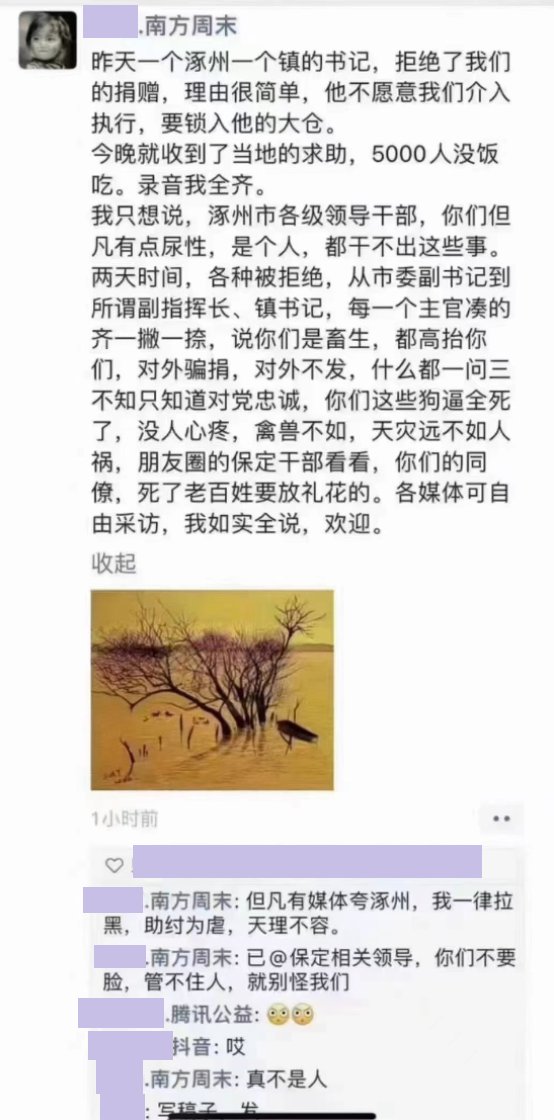 .南方周末
昨天一个涿州一个镇的书记，拒绝了我们
的捐赠，理由很简单，他不愿意我们介入
执行，要锁入他的大仓。
今晚就收到了当地的求助，5000人没饭
吃。录音我全齐。
我只想说，涿州市各级领导干部，你们但
凡有点尿性，是个人，都干不出这些事。
两天时间，各种被拒绝，从市委副书记到
所谓副指挥长、镇书记，每一个主官凑的
齐一撇一捺，说你们是畜生，都高抬你
们，对外骗捐，对外不发，什么都一问三
不知只知道对党忠诚，你们这些狗逼全死
了，没人心疼，禽兽不如，天灾远不如人
祸，朋友圈的保定干部看看，你们的同
僚，死了老百姓要放礼花的。各媒体可自
由采访，我如实全说，欢迎。
收起
1小时前
.南方周末: 但凡有媒体夸涿州，我一律拉
黑，助纣为虐，天理不容。
.南方周末: 已@保定相关领导，你们不要
脸，管不住人，就别怪我们
.腾讯公益:
抖音: 哎
.南方周末: 真不是人
: 写稿子，发